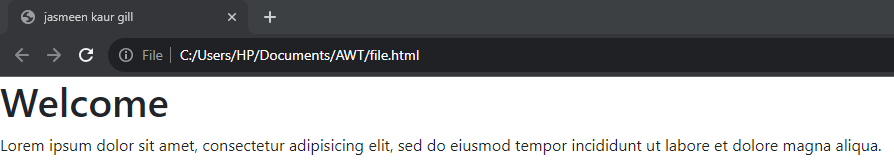 jasmeen kaur gill
File C:/Users/HP/Documents/AWT/file.html
Welcome
Lorem ipsum dolor sit amet, consectetur adipisicing elit, sed do eiusmod tempor incididunt ut labore et dolore magna aliqua.